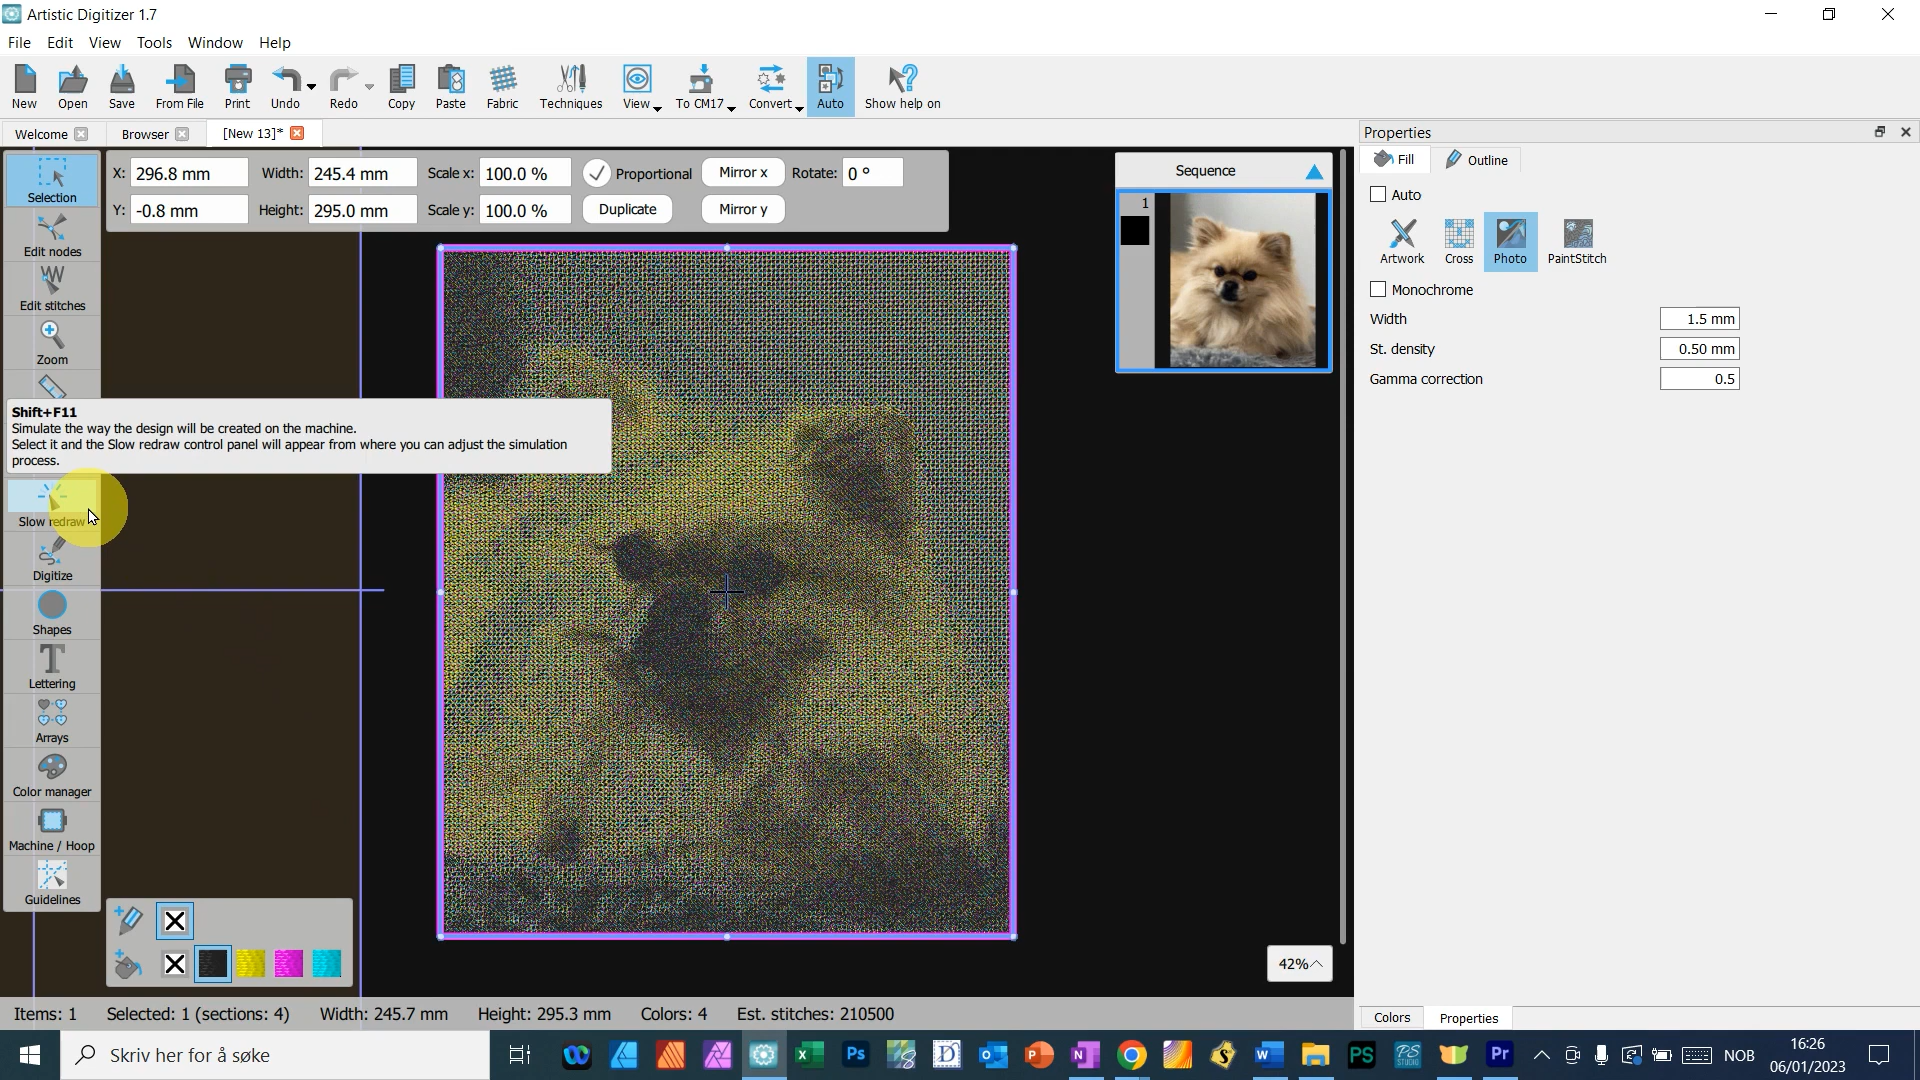 Artistic Digitizer 1.7
File Edit View Tools Window Help
New Open Save From File Print Undo Redo Copy Paste Fabric Techniques View To CM17 Convert Auto Show help on
Welcome Browser [New 13]*
X: 296.8 mm Width: 245.4 mm Scale x: 100.0 % Proportional Mirror x Rotate: 0 °
Y: -0.8 mm Height: 295.0 mm Scale y: 100.0 % Duplicate Mirror y
Selection
Edit nodes
Edit stitches
Zoom
Shift+F11
Simulate the way the design will be created on the machine.
Select it and the Slow redraw control panel will appear from where you can adjust the simulation
process.
Slow redraw
Digitize
Shapes
Lettering
Arrays
Color manager
Machine / Hoop
Guidelines
Sequence
1
42%
Properties
Fill Outline
Auto
Artwork Cross Photo PaintStitch
Monochrome
Width 1.5 mm
St. density 0.50 mm
Gamma correction 0.5
Colors Properties
Items: 1 Selected: 1 (sections: 4) Width: 245.7 mm Height: 295.3 mm Colors: 4 Est. stitches: 210500
Skriv her for å søke
NOB
16:26
06/01/2023